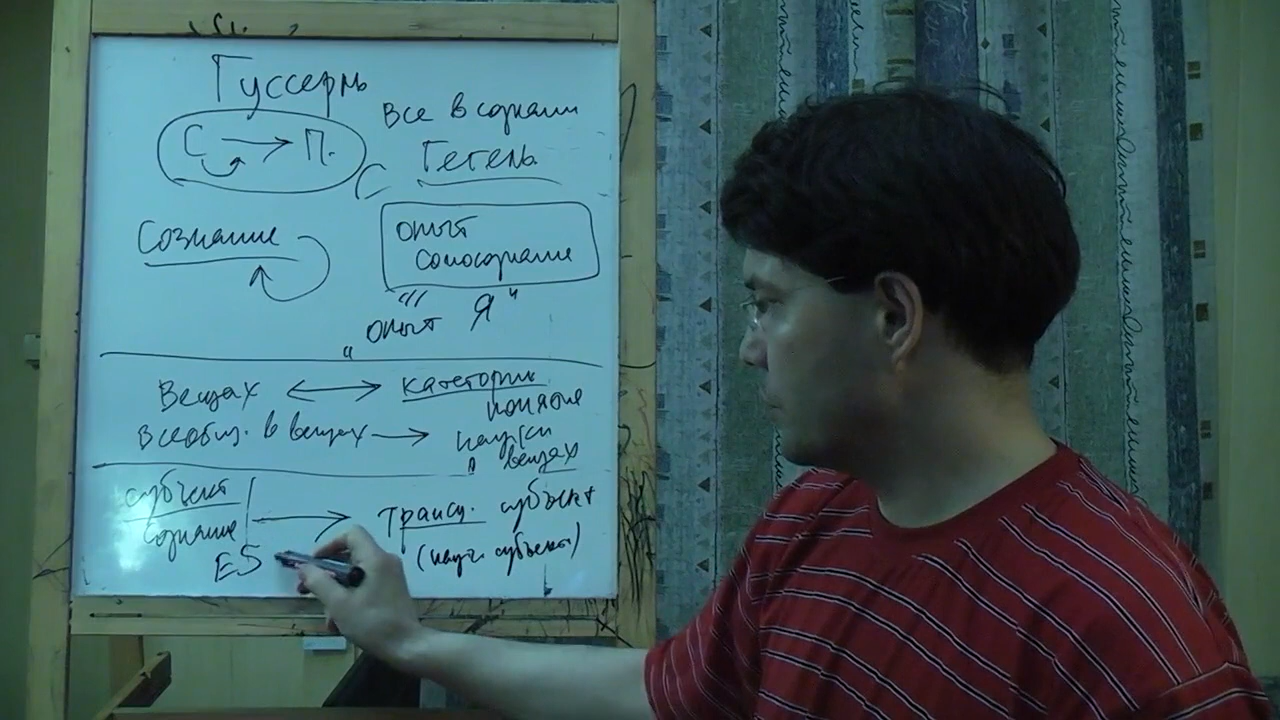 Гуссерль
Все в сознании
С → П.
Гегель
С
Сознание
опыт
самосознание
"опыт "Я"
Вещах ↔ категории
понятие
Всеобщ. в вещах → науки
о вещах
субъект
сознание
→ трансц. субъект
(науч. субъект)
ES